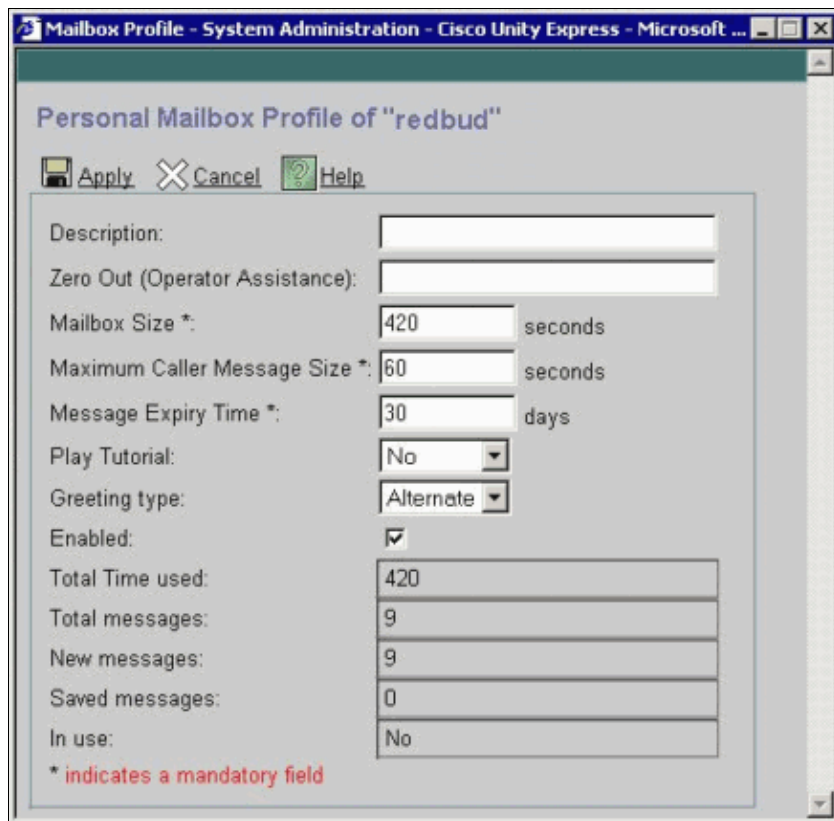 Mailbox Profile - System Administration - Cisco Unity Express - Microsoft ...
Personal Mailbox Profile of "redbud"
Apply Cancel Help
Description:
Zero Out (Operator Assistance):
Mailbox Size *: 420 seconds
Maximum Caller Message Size *: 60 seconds
Message Expiry Time *: 30 days
Play Tutorial: No
Greeting type: Alternate
Enabled:
Total Time used: 420
Total messages: 9
New messages: 9
Saved messages: 0
In use: No
* indicates a mandatory field